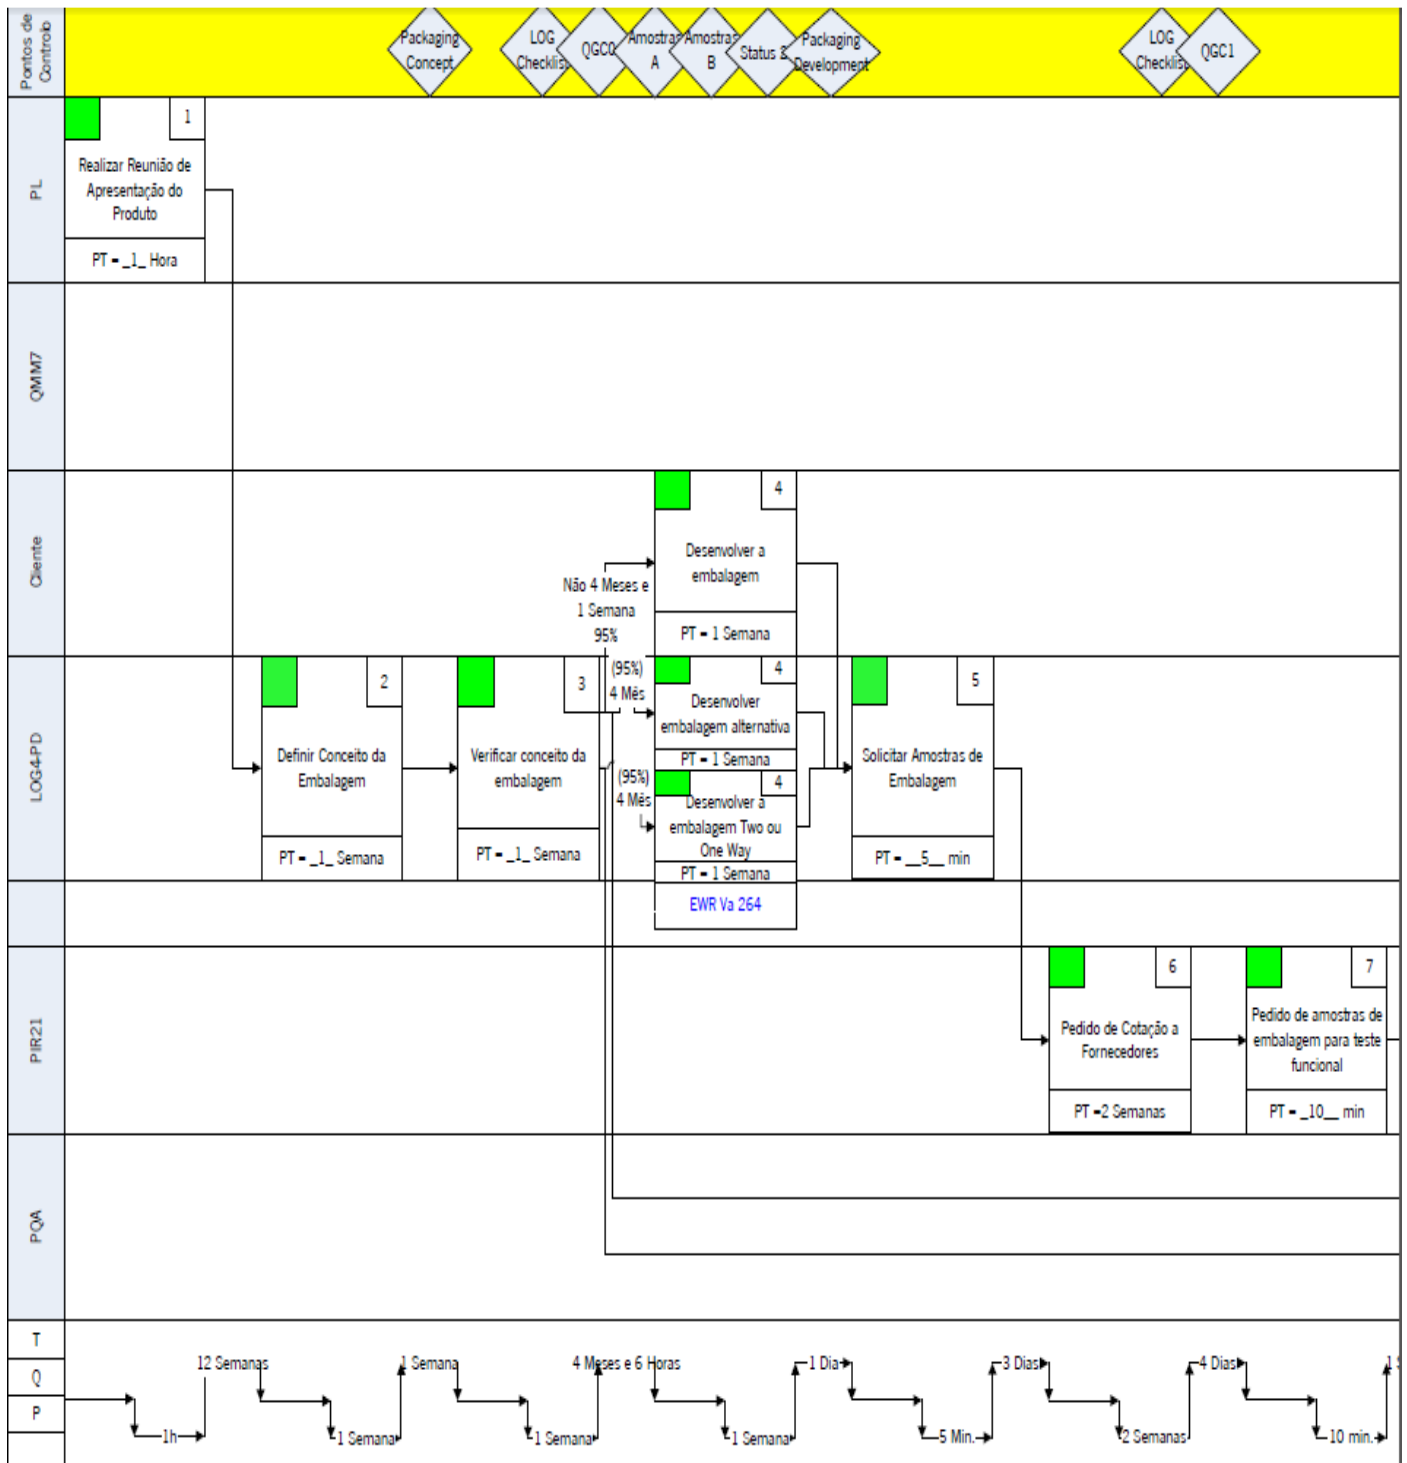 Pontos de
Controlo
Packaging
Concept
LOG
Checklist
QGC0
Amostras
A
Amostras
B
Status &
Packaging
Development
LOG
Checklist
QGC1
PL
1
Realizar Reunião de
Apresentação do
Produto
PT = _1_ Hora
QMM7
Cliente
4
Desenvolver a
embalagem
PT = 1 Semana
Não 4 Meses e
1 Semana
95%
LOG4-PD
2
Definir Conceito da
Embalagem
PT = _1_ Semana
3
Verificar conceito da
embalagem
PT = _1_ Semana
(95%)
4 Mês
4
Desenvolver
embalagem alternativa
PT = 1 Semana
(95%)
4 Mês
4
Desenvolver a
embalagem Two ou
One Way
PT = 1 Semana
EWR Va 264
5
Solicitar Amostras de
Embalagem
PT = __5__ min
PIR21
6
Pedido de Cotação a
Fornecedores
PT =2 Semanas
7
Pedido de amostras de
embalagem para teste
funcional
PT = _10__ min
PQA
T
Q
P
12 Semanas
1 Semana
4 Meses e 6 Horas
1 Dia
3 Dias
4 Dias
1h
1 Semana
1 Semana
1 Semana
5 Min.
2 Semanas
10 min.